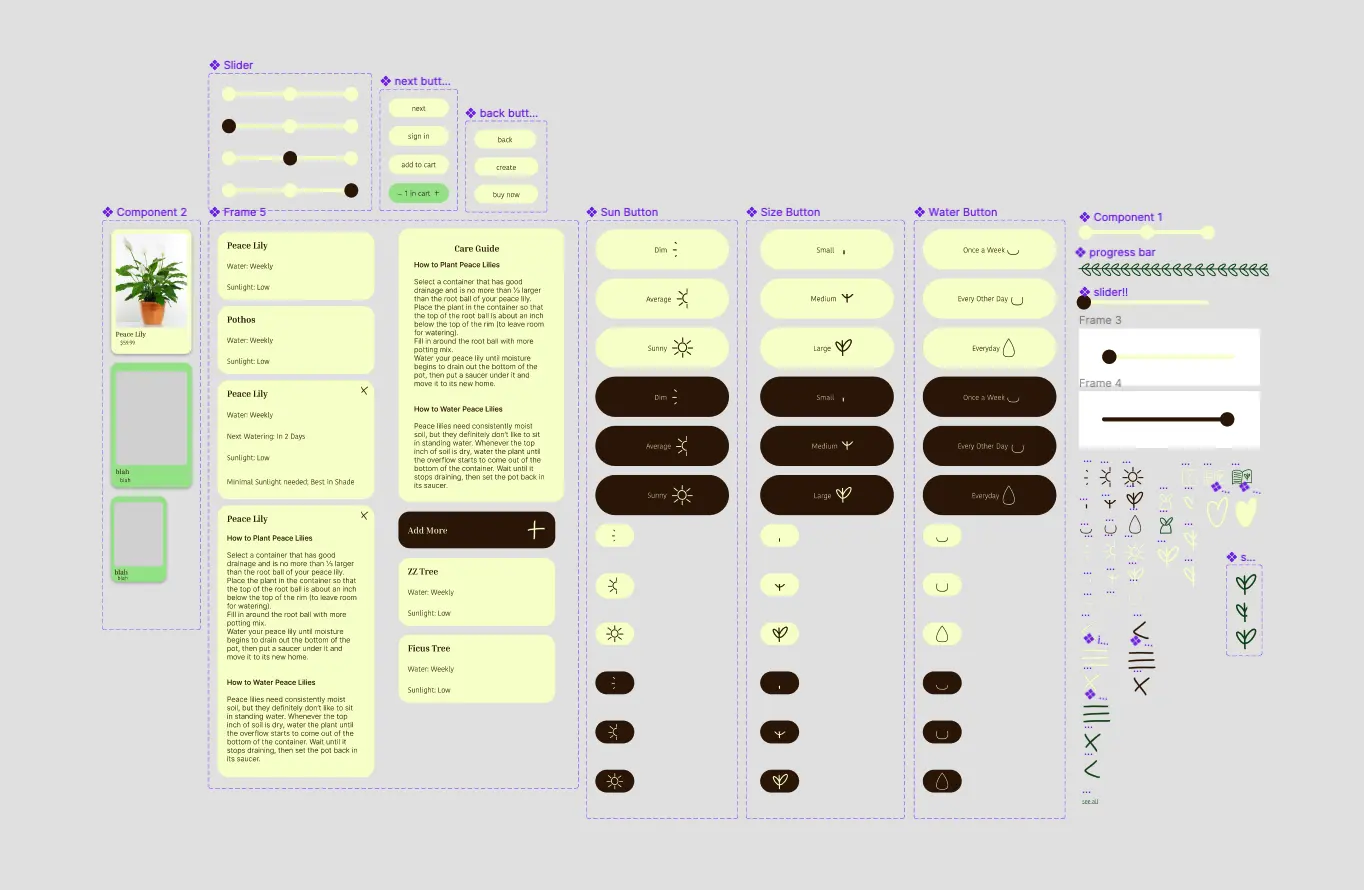 Slider
next butt...
next
sign in
add to cart
– 1 in cart +
back butt...
back
create
buy now
Component 2
Peace Lily
$59.99
blah
blah
blah
blah
Frame 5
Peace Lily
Water: Weekly
Sunlight: Low
Pothos
Water: Weekly
Sunlight: Low
Peace Lily
Water: Weekly
Next Watering: In 2 Days
Sunlight: Low
Minimal Sunlight needed; Best in Shade
Peace Lily
How to Plant Peace Lilies
Select a container that has good
drainage and is no more than ⅓ larger
than the root ball of your peace lily.
Place the plant in the container so that
the top of the root ball is about an inch
below the top of the rim (to leave room
for watering).
Fill in around the root ball with more
potting mix.
Water your peace lily until moisture
begins to drain out the bottom of the
pot, then put a saucer under it and
move it to its new home.
How to Water Peace Lilies
Peace lilies need consistently moist
soil, but they definitely don't like to sit
in standing water. Whenever the top
inch of soil is dry, water the plant until
the overflow starts to come out of the
bottom of the container. Wait until it
stops draining, then set the pot back in
its saucer.
Care Guide
How to Plant Peace Lilies
Select a container that has good
drainage and is no more than ⅓ larger
than the root ball of your peace lily.
Place the plant in the container so that
the top of the root ball is about an inch
below the top of the rim (to leave room
for watering).
Fill in around the root ball with more
potting mix.
Water your peace lily until moisture
begins to drain out the bottom of the
pot, then put a saucer under it and
move it to its new home.
How to Water Peace Lilies
Peace lilies need consistently moist
soil, but they definitely don't like to sit
in standing water. Whenever the top
inch of soil is dry, water the plant until
the overflow starts to come out of the
bottom of the container. Wait until it
stops draining, then set the pot back in
its saucer.
Add More
ZZ Tree
Water: Weekly
Sunlight: Low
Ficus Tree
Water: Weekly
Sunlight: Low
Sun Button
Dim
Average
Sunny
Dim
Average
Sunny
Size Button
Small
Medium
Large
Small
Medium
Large
Water Button
Once a Week
Every Other Day
Everyday
Once a Week
Every Other Day
Everyday
Component 1
progress bar
slider!!
Frame 3
Frame 4
s...
i...
see all